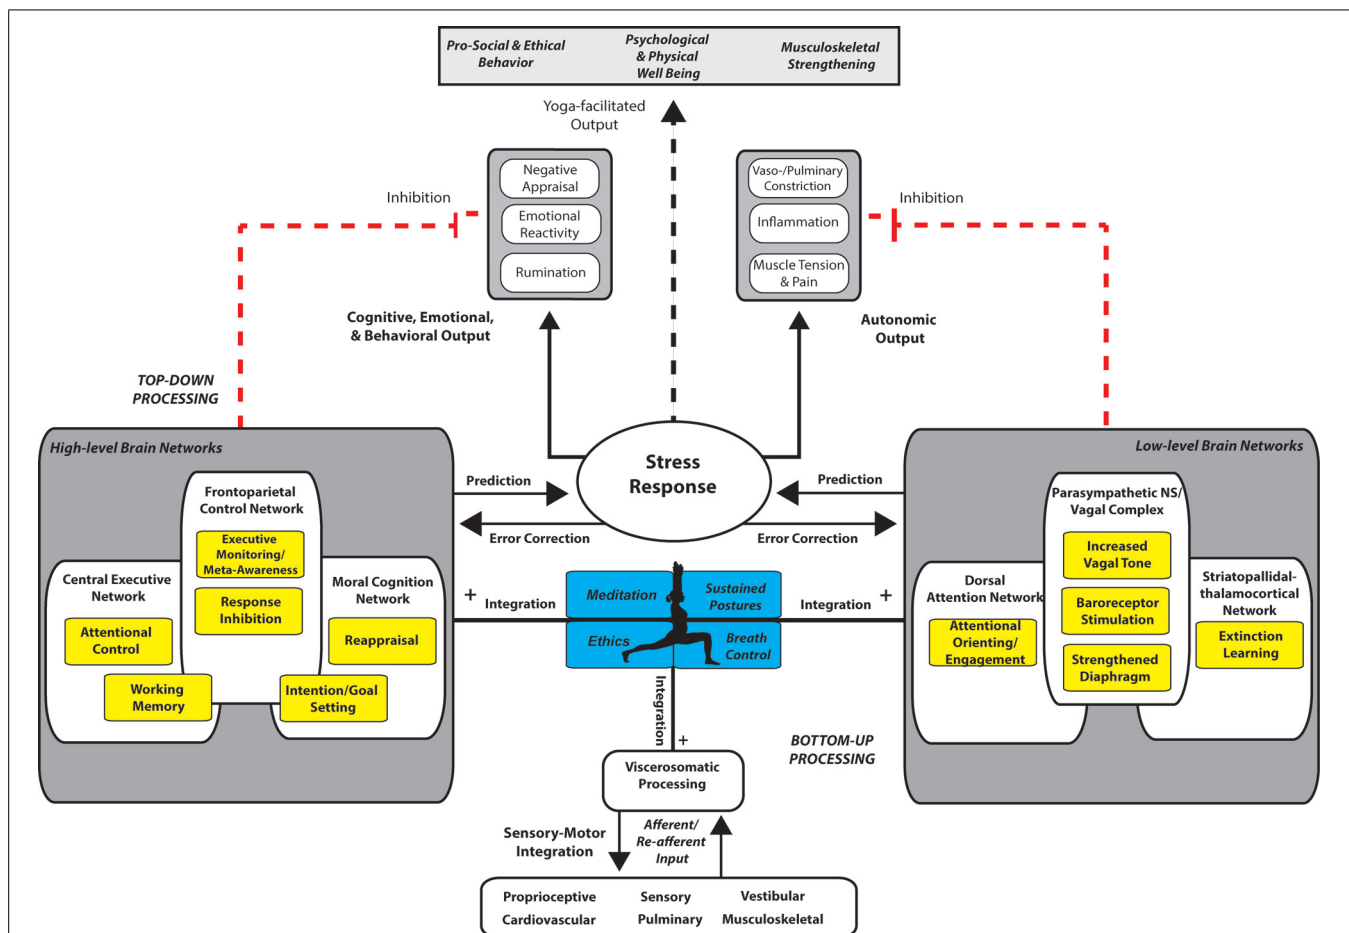 Pro-Social & Ethical
Behavior
Psychological
& Physical
Well Being
Musculoskeletal
Strengthening
Yoga-facilitated
Output
Negative
Appraisal
Emotional
Reactivity
Rumination
Vaso-/Pulminary
Constriction
Inflammation
Muscle Tension
& Pain
Inhibition
Inhibition
Cognitive, Emotional,
& Behavioral Output
Autonomic
Output
TOP-DOWN
PROCESSING
High-level Brain Networks
Frontoparietal
Control Network
Executive
Monitoring/
Meta-Awareness
Response
Inhibition
Central Executive
Network
Attentional
Control
Working
Memory
Moral Cognition
Network
Reappraisal
Intention/Goal
Setting
Stress
Response
Prediction
Error Correction
+
Integration
Prediction
Error Correction
Integration
+
Meditation
Sustained
Postures
Ethics
Breath
Control
Low-level Brain Networks
Parasympathetic NS/
Vagal Complex
Increased
Vagal Tone
Baroreceptor
Stimulation
Strengthened
Diaphragm
Dorsal
Attention Network
Attentional
Orienting/
Engagement
Striatopallidal-
thalamocortical
Network
Extinction
Learning
BOTTOM-UP
PROCESSING
Integration
+
Viscerosomatic
Processing
Sensory-Motor
Integration
Afferent/
Re-afferent
Input
Proprioceptive Sensory Vestibular
Cardiovascular Pulminary Musculoskeletal